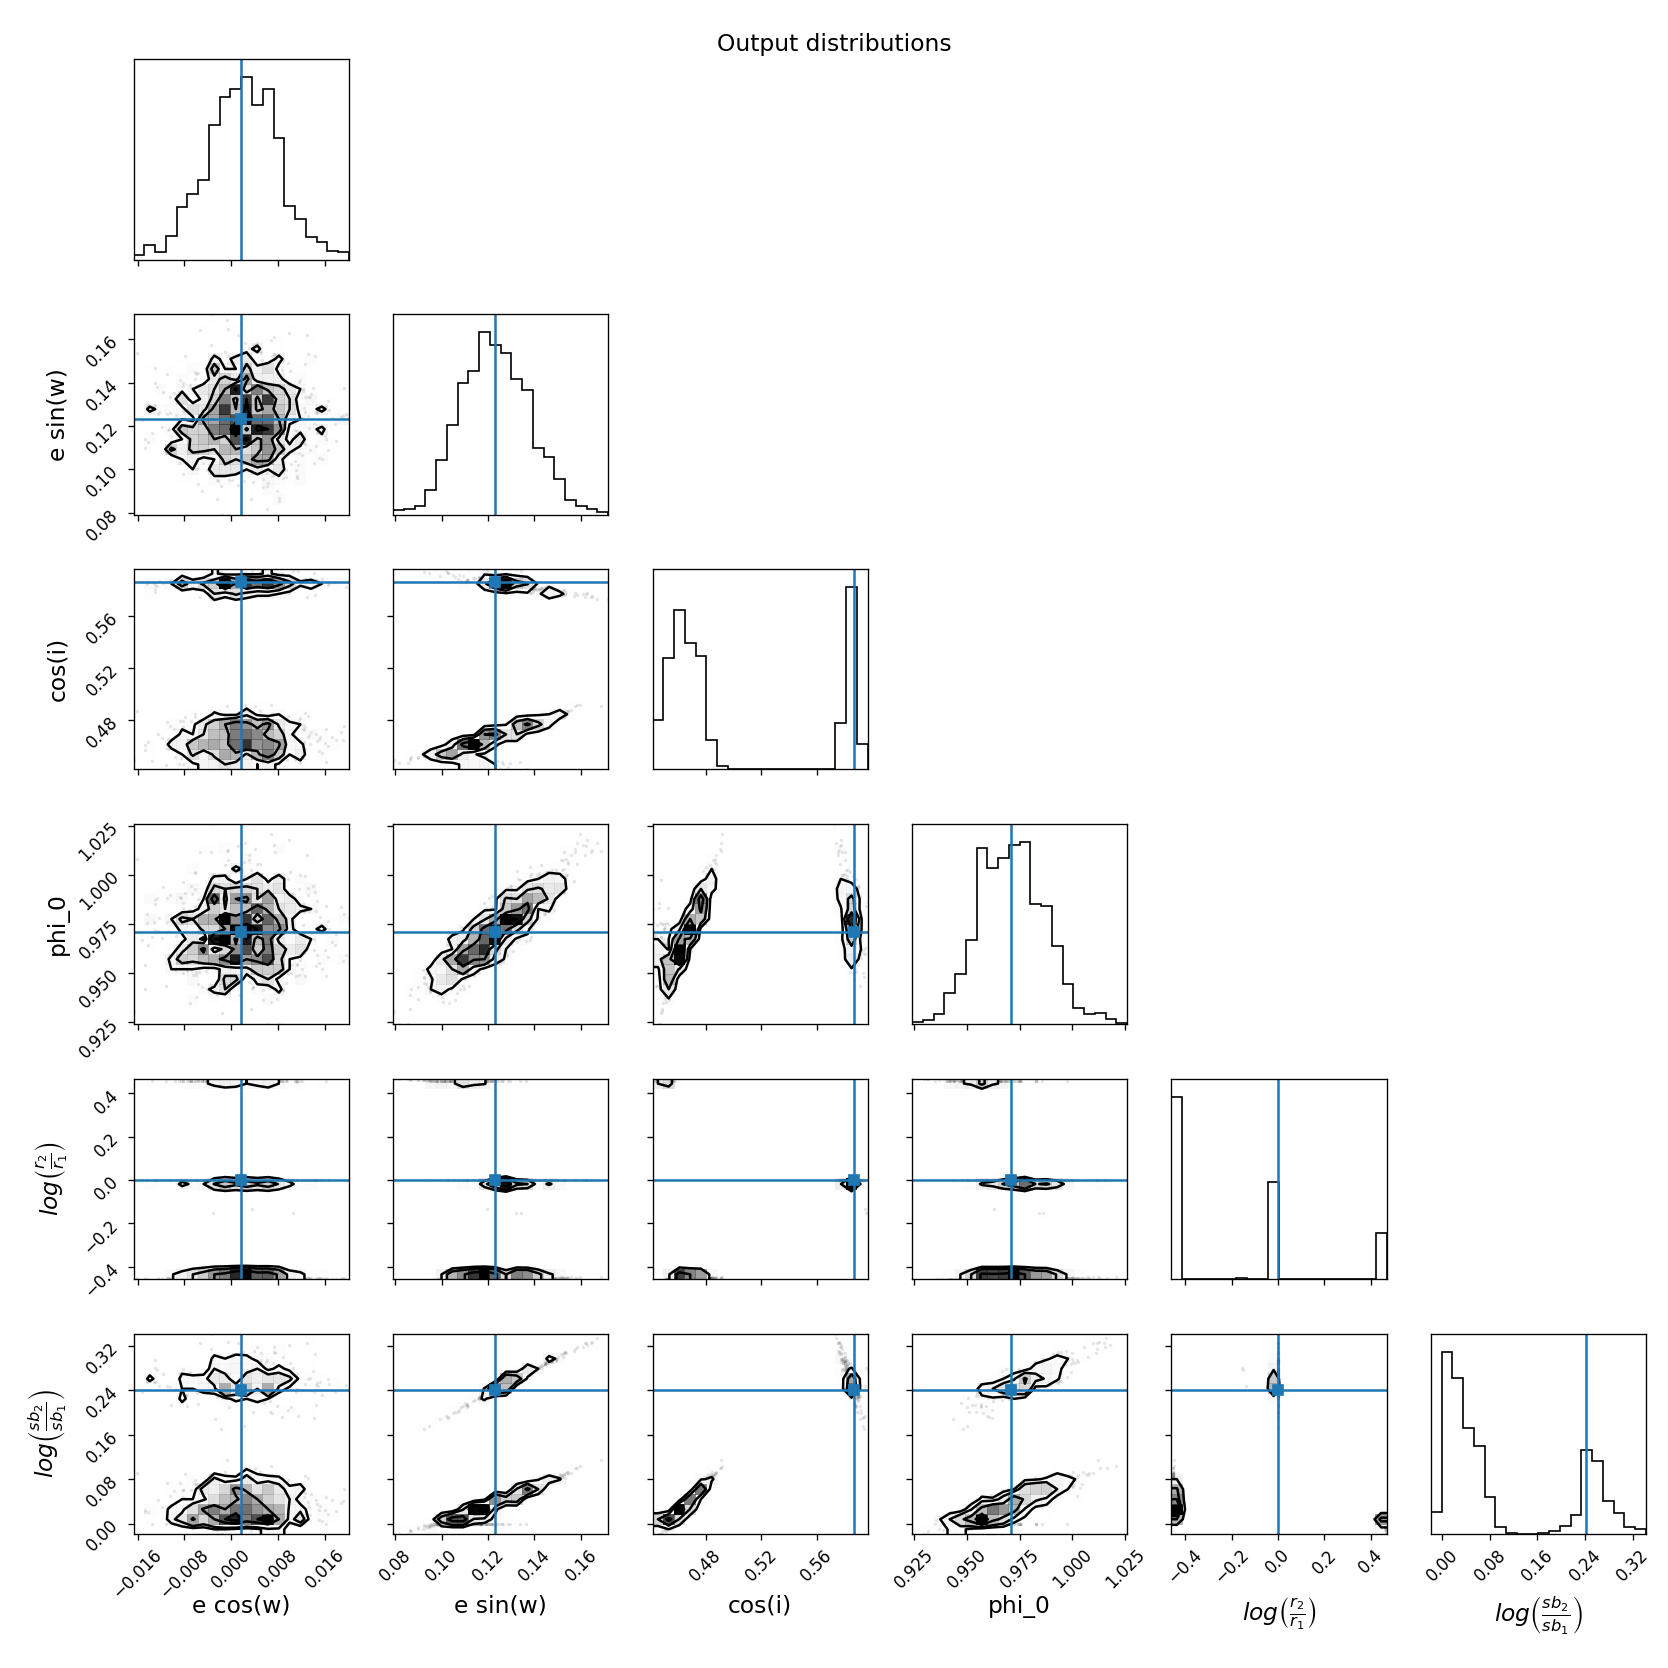 Output distributions
e sin(w)
0.16
0.14
0.12
0.10
0.08
cos(i)
0.56
0.52
0.48
phi_0
1.025
1.000
0.975
0.950
0.925
log(r2/r1)
0.4
0.2
0.0
−0.2
−0.4
log(sb2/sb1)
0.32
0.24
0.16
0.08
0.00
−0.016 −0.008 0.000 0.008 0.016
0.08 0.10 0.12 0.14 0.16
0.48 0.52 0.56
0.925 0.950 0.975 1.000 1.025
−0.4 −0.2 0.0 0.2 0.4
0.00 0.08 0.16 0.24 0.32
e cos(w)
e sin(w)
cos(i)
phi_0
log(r2/r1)
log(sb2/sb1)